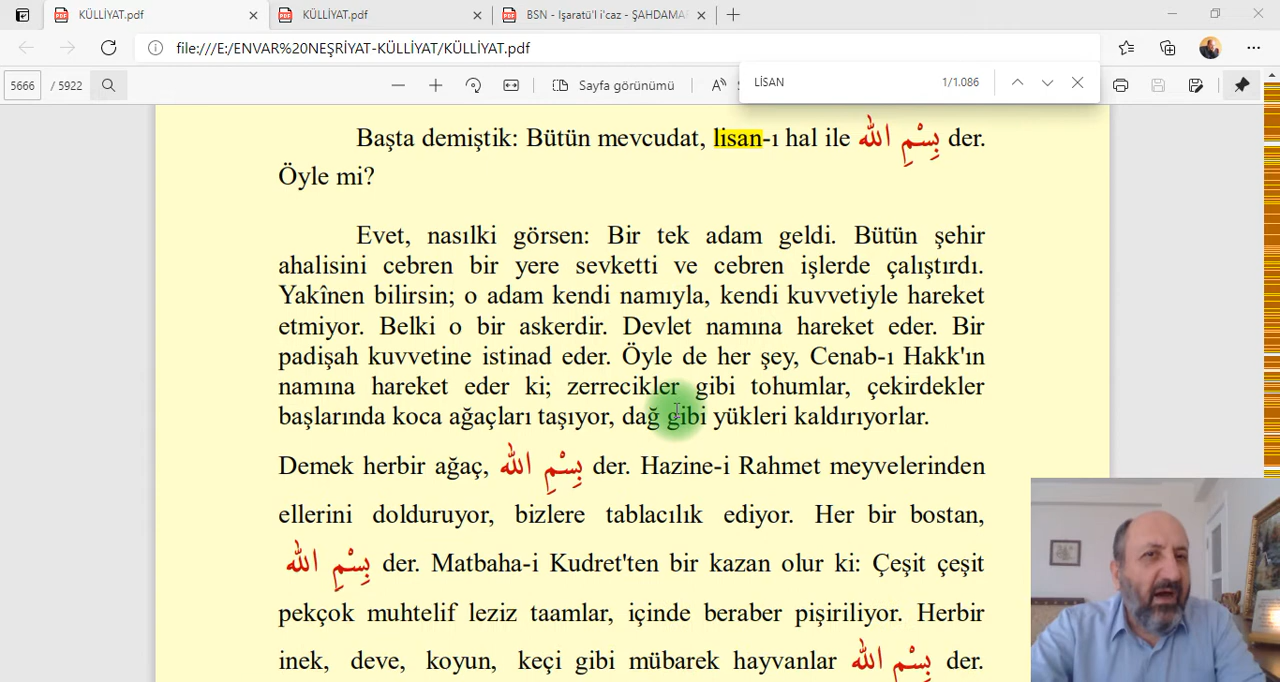 KÜLLİYAT.pdf
KÜLLİYAT.pdf
BSN - Işaratü'l i'caz - ŞAHDAMA
file:///E:/ENVAR%20NEŞRİYAT-KÜLLİYAT/KÜLLİYAT.pdf
5666 / 5922
Sayfa görünümü
LİSAN 1/1.086
Başta demiştik: Bütün mevcudat, lisan-ı hal ile بِسْمِ اللّٰه der.
Öyle mi?
Evet, nasılki görsen: Bir tek adam geldi. Bütün şehir
ahalisini cebren bir yere sevketti ve cebren işlerde çalıştırdı.
Yakînen bilirsin; o adam kendi namıyla, kendi kuvvetiyle hareket
etmiyor. Belki o bir askerdir. Devlet namına hareket eder. Bir
padişah kuvvetine istinad eder. Öyle de her şey, Cenab-ı Hakk'ın
namına hareket eder ki; zerrecikler gibi tohumlar, çekirdekler
başlarında koca ağaçları taşıyor, dağ gibi yükleri kaldırıyorlar.
Demek herbir ağaç, بِسْمِ اللّٰه der. Hazine-i Rahmet meyvelerinden
ellerini dolduruyor, bizlere tablacılık ediyor. Her bir bostan,
بِسْمِ اللّٰه der. Matbaha-i Kudret'ten bir kazan olur ki: Çeşit çeşit
pekçok muhtelif leziz taamlar, içinde beraber pişiriliyor. Herbir
inek, deve, koyun, keçi gibi mübarek hayvanlar بِسْمِ اللّٰه der.